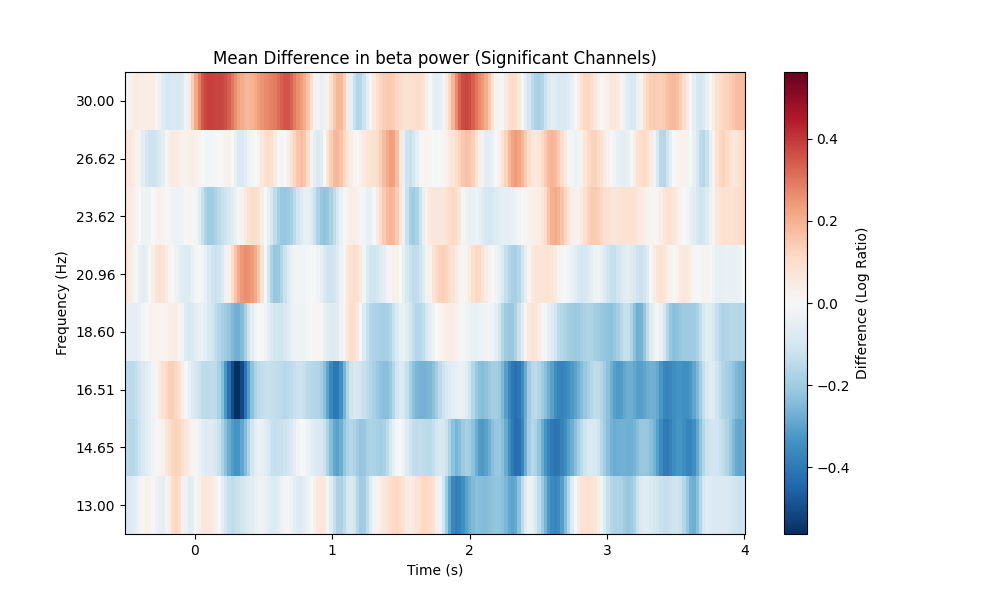 Mean Difference in beta power (Significant Channels)
Frequency (Hz)
30.00
26.62
23.62
20.96
18.60
16.51
14.65
13.00
0 1 2 3 4
Time (s)
0.4
0.2
0.0
−0.2
−0.4
Difference (Log Ratio)